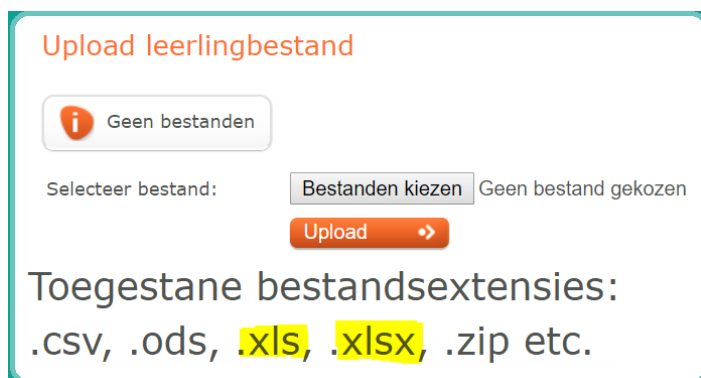 Upload leerlingbestand
i Geen bestanden
Selecteer bestand: Bestanden kiezen Geen bestand gekozen
Upload
Toegestane bestandsextensies:
.csv, .ods, .xls, .xlsx, .zip etc.